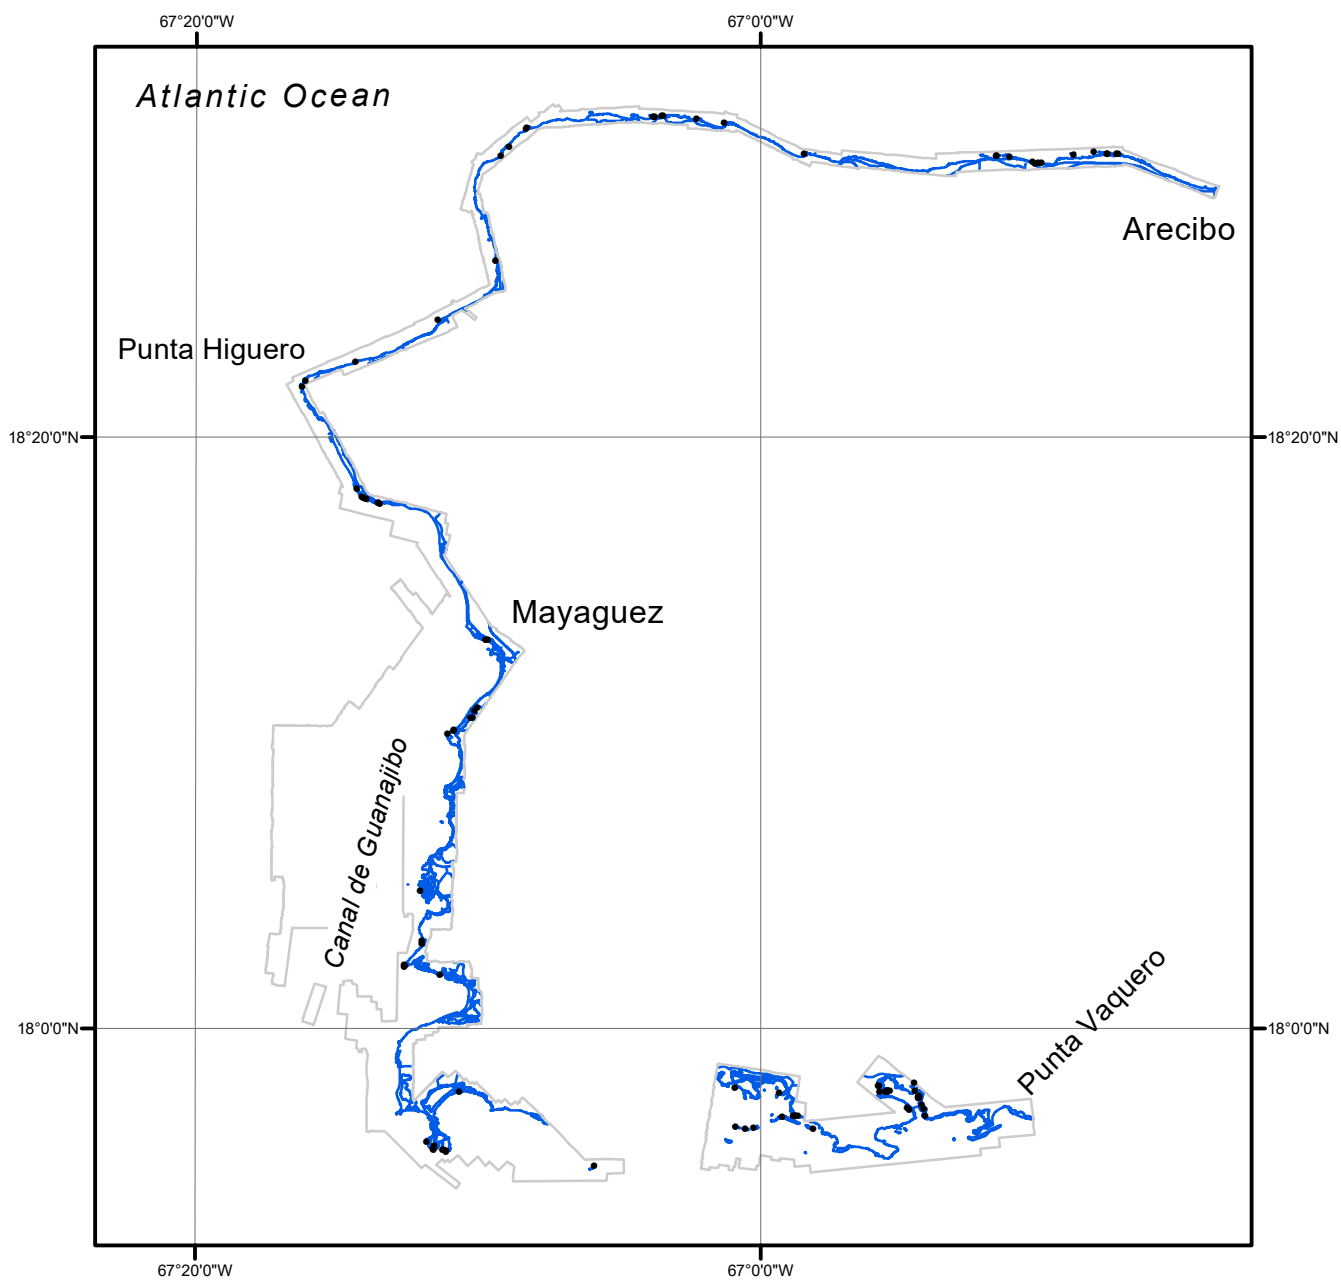 67°20'0"W 67°0'0"W
Atlantic Ocean
Arecibo
Punta Higuero
18°20'0"N 18°20'0"N
Mayaguez
Canal de Guanajibo
18°0'0"N 18°0'0"N
Punta Vaquero
67°20'0"W 67°0'0"W